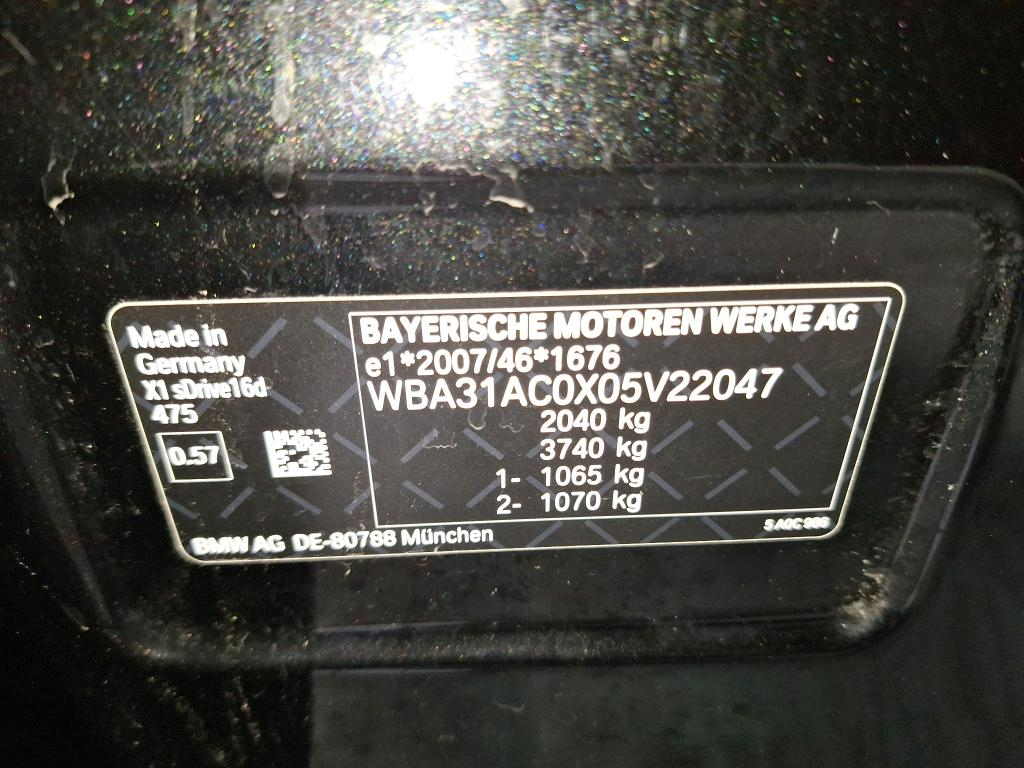 Made in
Germany
X1 sDrive16d
475
0.57
BAYERISCHE MOTOREN WERKE AG
e1*2007/46*1676
WBA31AC0X05V22047
2040 kg
3740 kg
1- 1065 kg
2- 1070 kg
BMW AG DE-80788 München